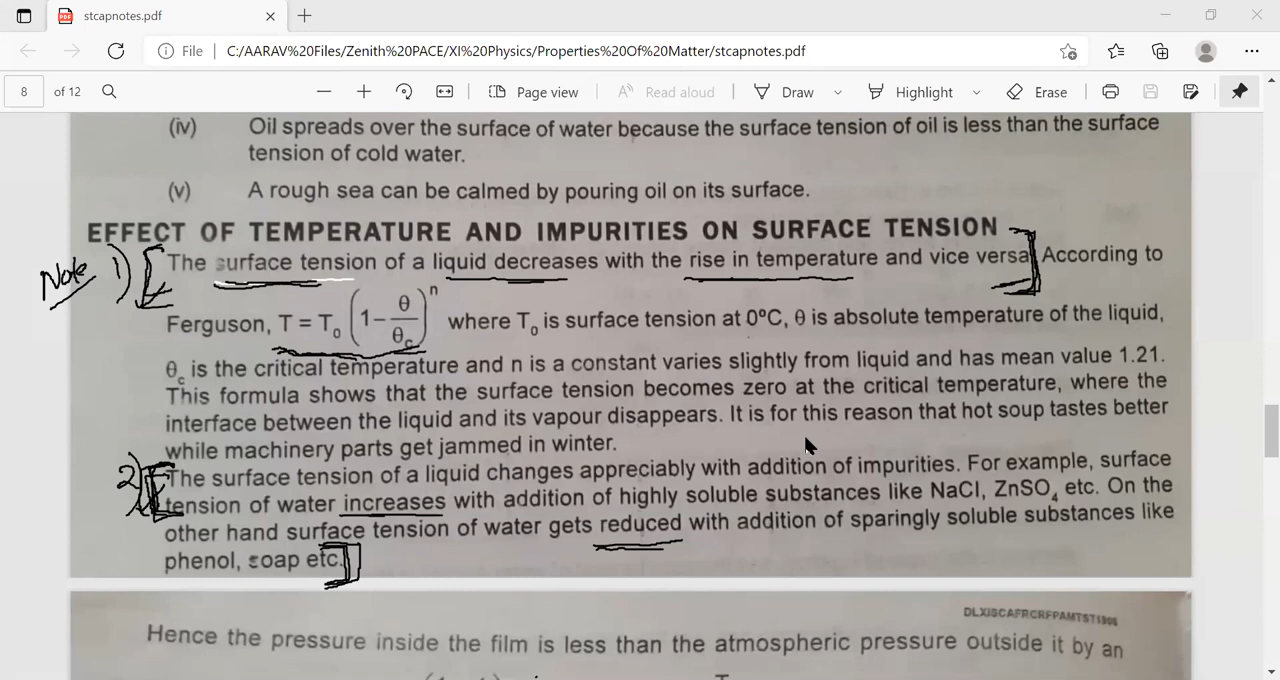 stcapnotes.pdf
File C:/AARAV%20Files/Zenith%20PACE/XI%20Physics/Properties%20Of%20Matter/stcapnotes.pdf
8 of 12 Page view Read aloud Draw Highlight Erase
(iv) Oil spreads over the surface of water because the surface tension of oil is less than the surface
tension of cold water.
(v) A rough sea can be calmed by pouring oil on its surface.
EFFECT OF TEMPERATURE AND IMPURITIES ON SURFACE TENSION
Note 1) The surface tension of a liquid decreases with the rise in temperature and vice versa. According to
Ferguson, T = T₀ (1 − θ/θ_c)ⁿ where T₀ is surface tension at 0°C, θ is absolute temperature of the liquid,
θ_c is the critical temperature and n is a constant varies slightly from liquid and has mean value 1.21.
This formula shows that the surface tension becomes zero at the critical temperature, where the
interface between the liquid and its vapour disappears. It is for this reason that hot soup tastes better
while machinery parts get jammed in winter.
2) The surface tension of a liquid changes appreciably with addition of impurities. For example, surface
tension of water increases with addition of highly soluble substances like NaCl, ZnSO₄ etc. On the
other hand surface tension of water gets reduced with addition of sparingly soluble substances like
phenol, soap etc.
DLXISCAFRCRFPAMTST1906
Hence the pressure inside the film is less than the atmospheric pressure outside it by an